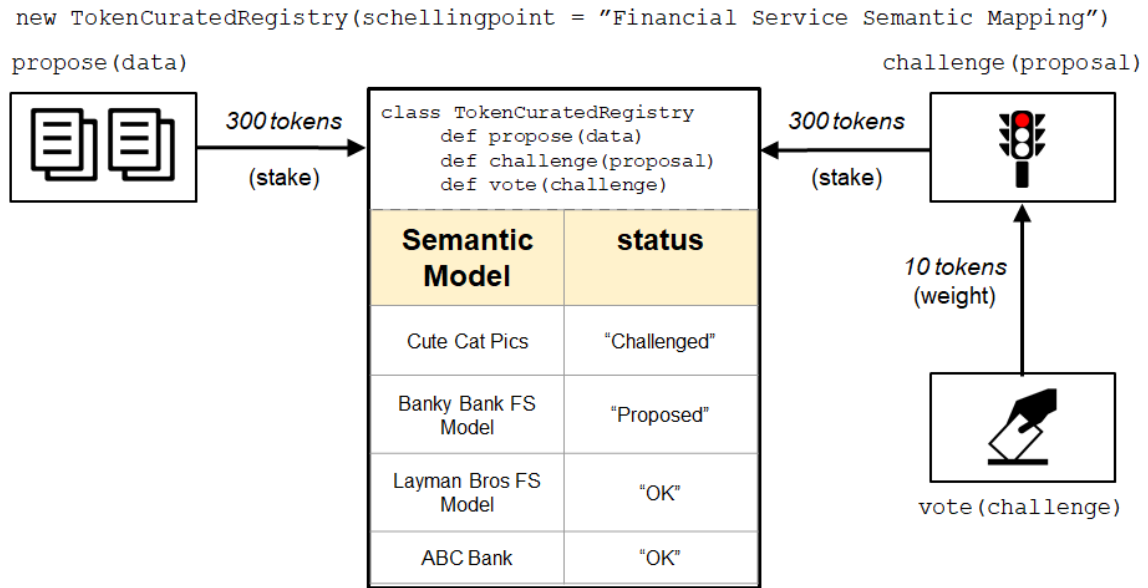 new TokenCuratedRegistry(schellingpoint = ”Financial Service Semantic Mapping”)
propose(data)
challenge(proposal)
300 tokens
(stake)
class TokenCuratedRegistry
def propose(data)
def challenge(proposal)
def vote(challenge)
300 tokens
(stake)
Semantic
Model
status
Cute Cat Pics
“Challenged”
Banky Bank FS
Model
“Proposed”
Layman Bros FS
Model
“OK”
ABC Bank
“OK”
10 tokens
(weight)
vote(challenge)